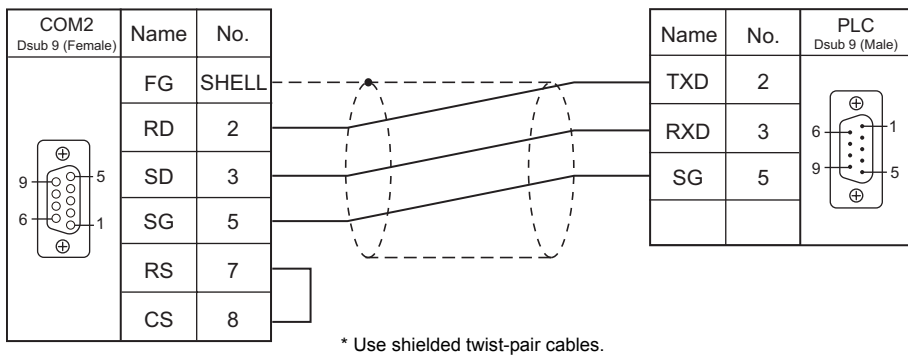 COM2
Dsub 9 (Female)
Name No.
FG SHELL
RD 2
SD 3
SG 5
RS 7
CS 8
9
5
6
1
Name No.
PLC
Dsub 9 (Male)
TXD 2
RXD 3
SG 5
6
1
9
5
* Use shielded twist-pair cables.